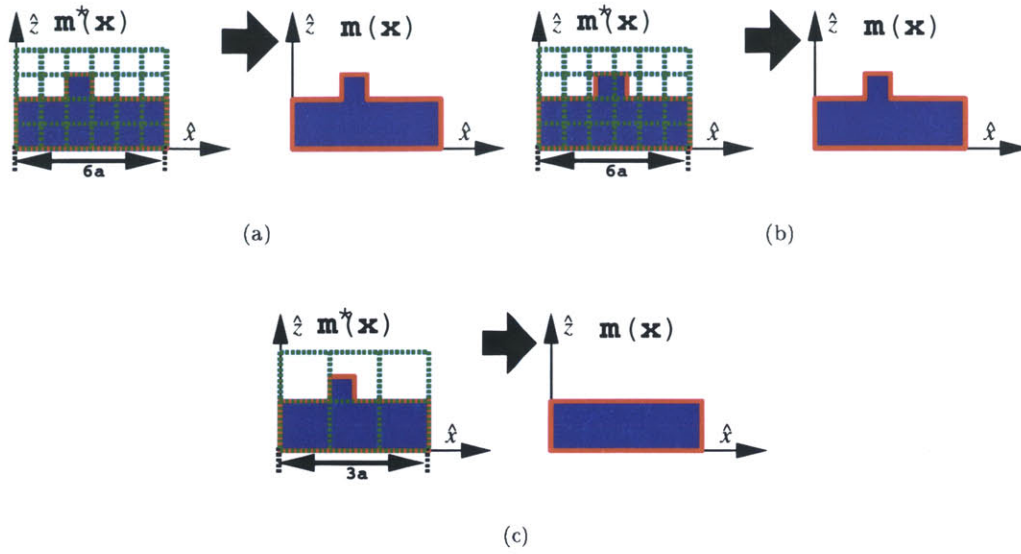 ẑ m*(x) ẑ m(x)
x̂ x̂
6a
(a)
ẑ m*(x) ẑ m(x)
x̂ x̂
6a
(b)
ẑ m*(x) ẑ m(x)
x̂ x̂
3a
(c)